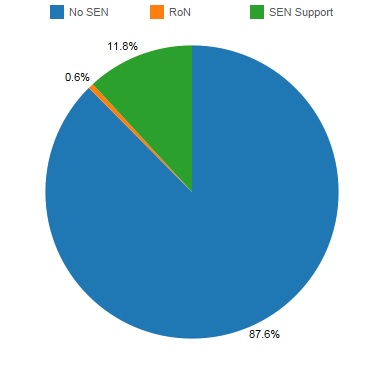 No SEN RoN SEN Support
11.8%
0.6%
87.6%